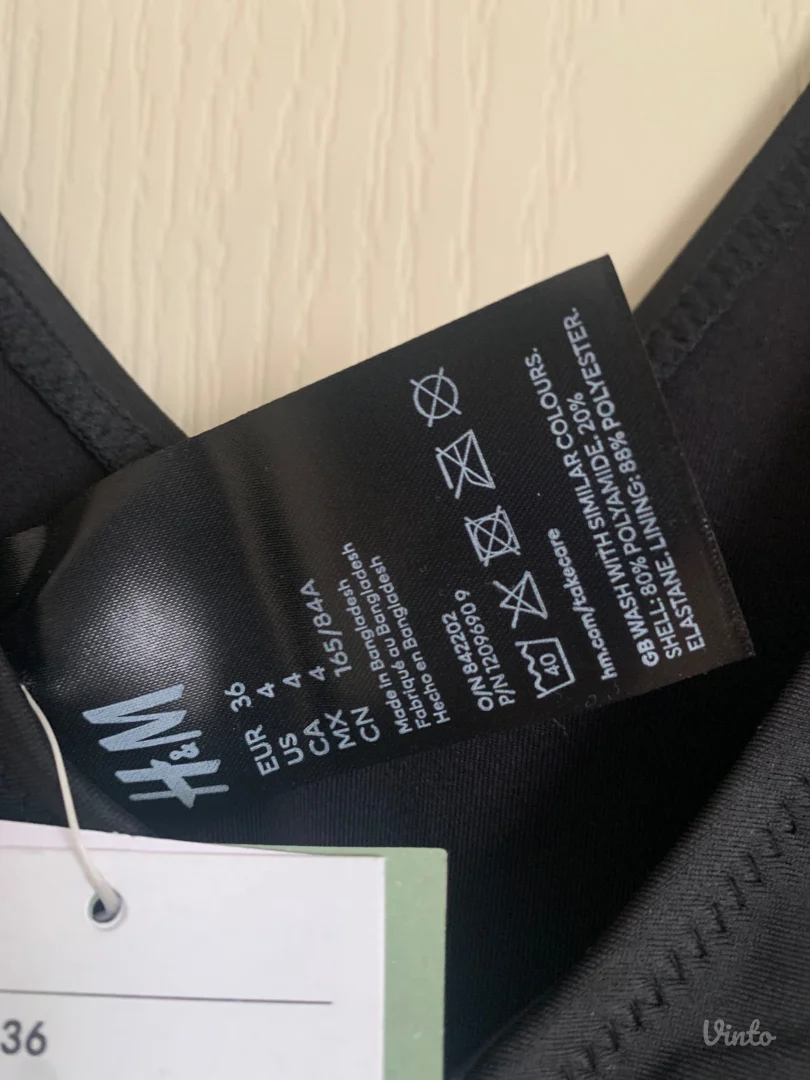 H&M
EUR 36
US 4
CA 4
MX 4
CN 165/84A
Made in Bangladesh
Fabriqué au Bangladesh
Hecho en Bangladesh
O/N 842202
P/N 1209690 9
40
hm.com/takecare
GB WASH WITH SIMILAR COLOURS.
SHELL: 80% POLYAMIDE. 20%
ELASTANE. LINING: 88% POLYESTER.
36
Vinto